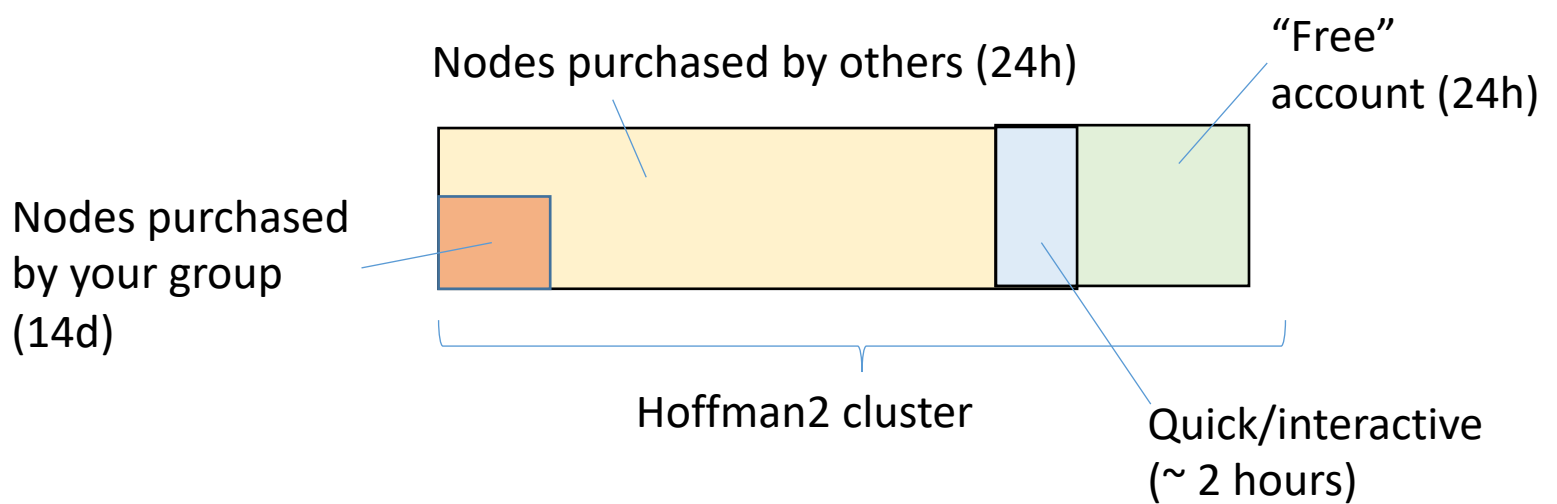 Nodes purchased by others (24h)
“Free”
account (24h)
Nodes purchased
by your group
(14d)
Hoffman2 cluster
Quick/interactive
(~ 2 hours)